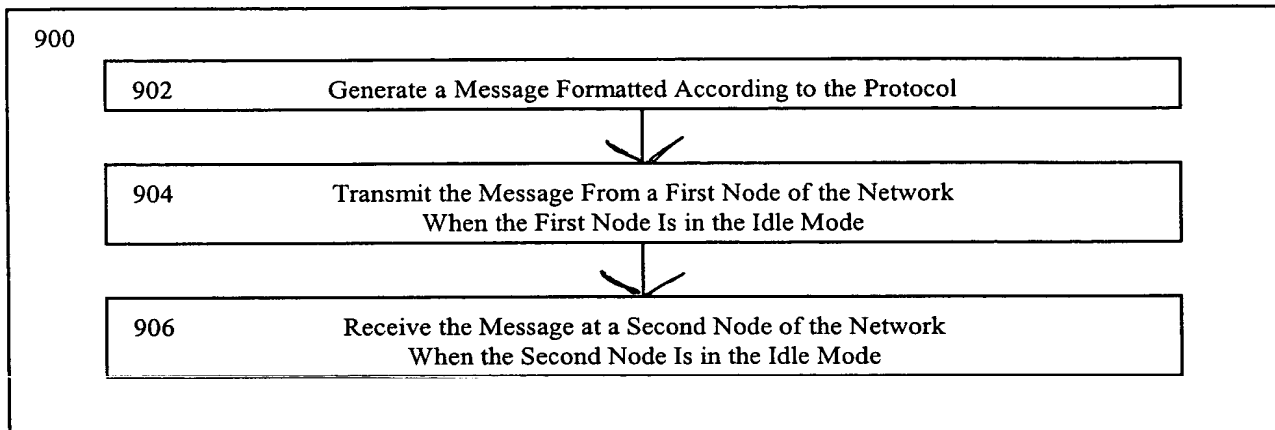 900
902 Generate a Message Formatted According to the Protocol
904 Transmit the Message From a First Node of the Network
When the First Node Is in the Idle Mode
906 Receive the Message at a Second Node of the Network
When the Second Node Is in the Idle Mode